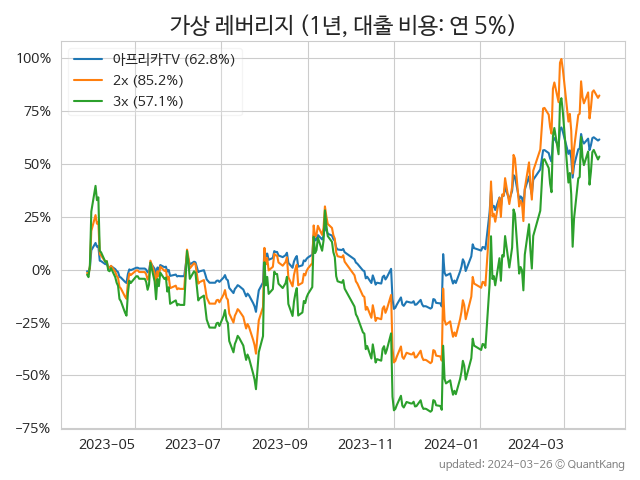 가상 레버리지 (1년, 대출 비용: 연 5%)
100%
75%
50%
25%
0%
−25%
−50%
−75%
아프리카TV (62.8%)
2x (85.2%)
3x (57.1%)
2023-05
2023-07
2023-09
2023-11
2024-01
2024-03
updated: 2024-03-26 © QuantKang